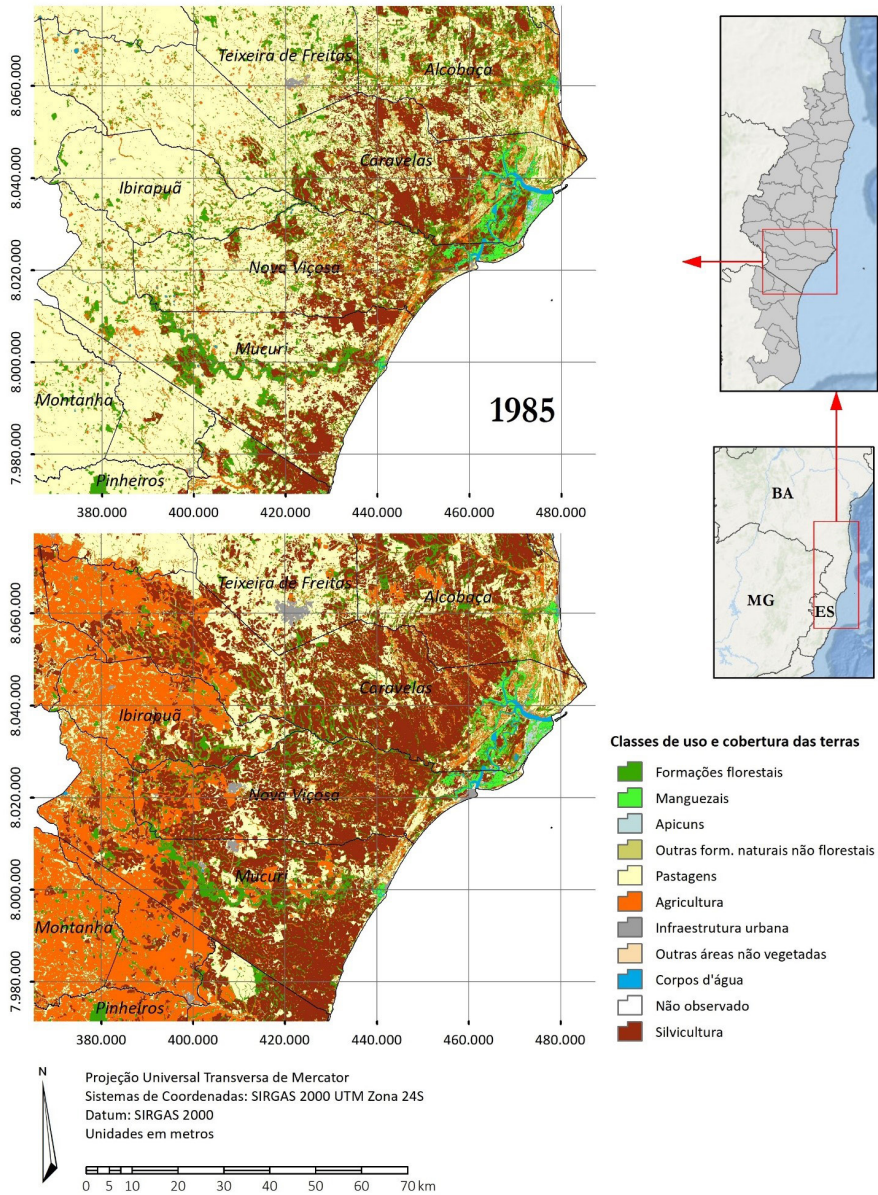 Teixeira de Freitas
Alcobaça
Caravelas
Ibirapuã
Nova Viçosa
Mucuri
Montanha
Pinheiros
1985
8.060.000
8.040.000
8.020.000
8.000.000
7.980.000
380.000 400.000 420.000 440.000 460.000 480.000
Teixeira de Freitas
Alcobaça
Caravelas
Ibirapuã
Nova Viçosa
Mucuri
Montanha
Pinheiros
8.060.000
8.040.000
8.020.000
8.000.000
7.980.000
380.000 400.000 420.000 440.000 460.000 480.000
BA
MG
ES
Classes de uso e cobertura das terras
Formações florestais
Manguezais
Apicuns
Outras form. naturais não florestais
Pastagens
Agricultura
Infraestrutura urbana
Outras áreas não vegetadas
Corpos d'água
Não observado
Silvicultura
N
Projeção Universal Transversa de Mercator
Sistemas de Coordenadas: SIRGAS 2000 UTM Zona 24S
Datum: SIRGAS 2000
Unidades em metros
0 5 10 20 30 40 50 60 70 km